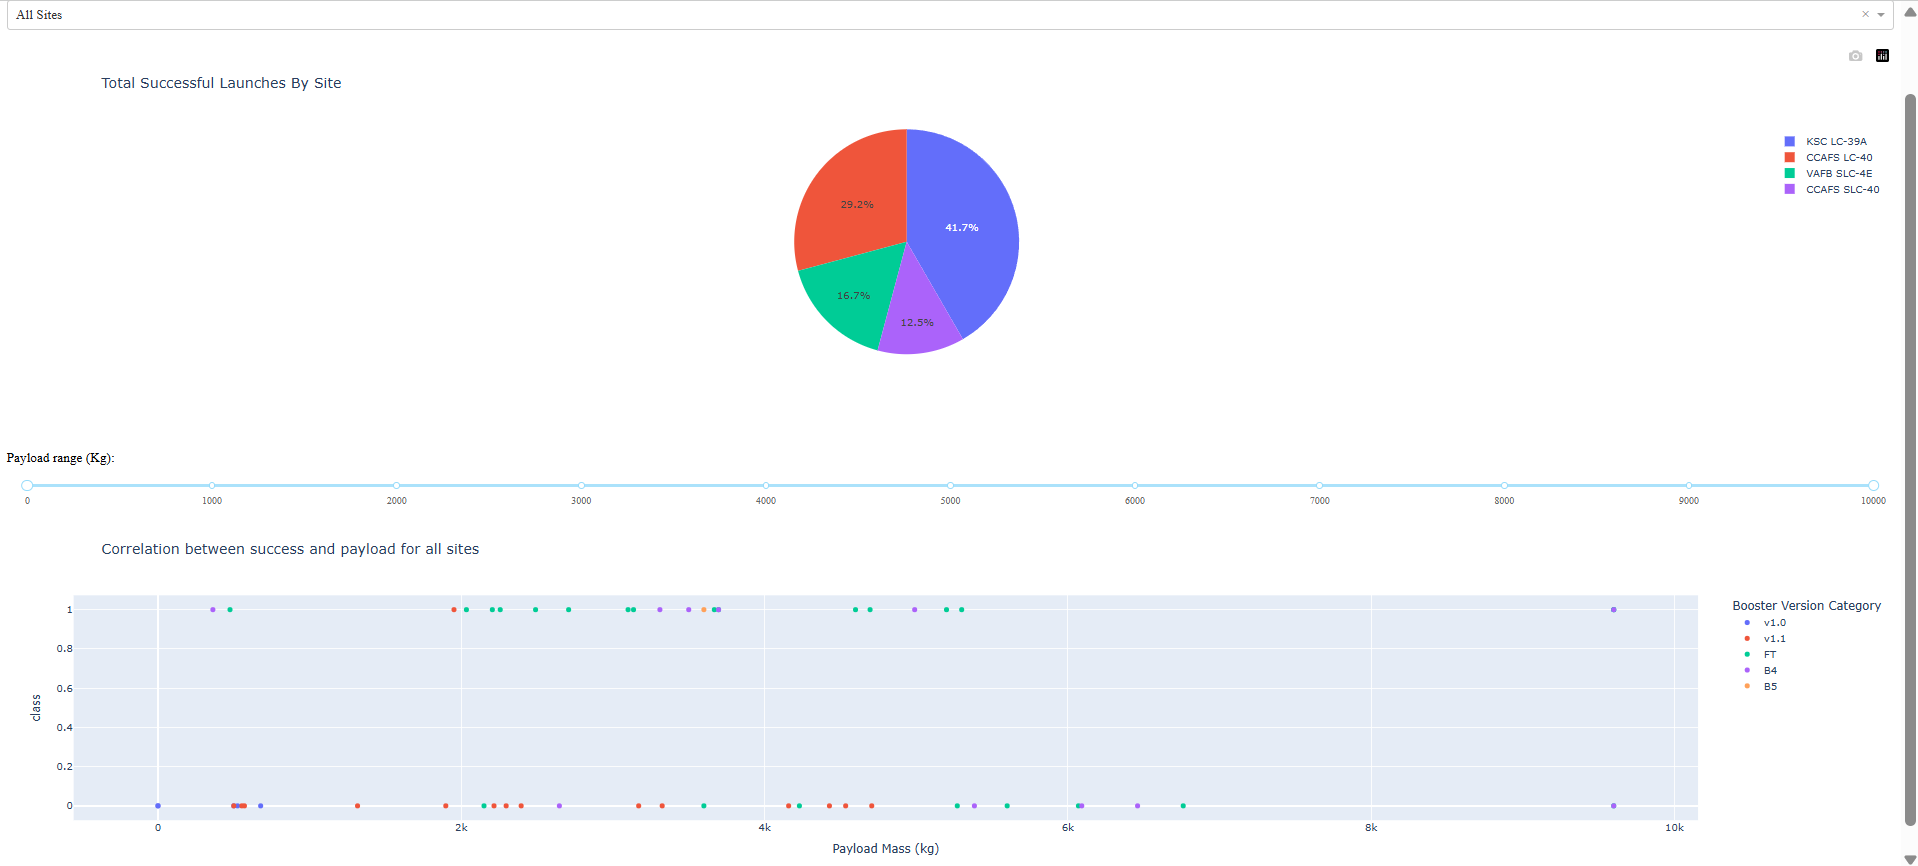 All Sites
Total Successful Launches By Site
KSC LC-39A
CCAFS LC-40
VAFB SLC-4E
CCAFS SLC-40
29.2%
41.7%
16.7%
12.5%
Payload range (Kg):
0 1000 2000 3000 4000 5000 6000 7000 8000 9000 10000
Correlation between success and payload for all sites
Booster Version Category
v1.0
v1.1
FT
B4
B5
class
1
0.8
0.6
0.4
0.2
0
0 2k 4k 6k 8k 10k
Payload Mass (kg)